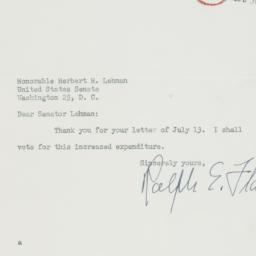 Honorable Herbert H. Lehman
United States Senate
Washington 25, D. C.
Dear Senator Lehman:
Thank you for your letter of July 13. I shall
vote for this increased expenditure.
Sincerely yours,
Ralph E. Fla
a